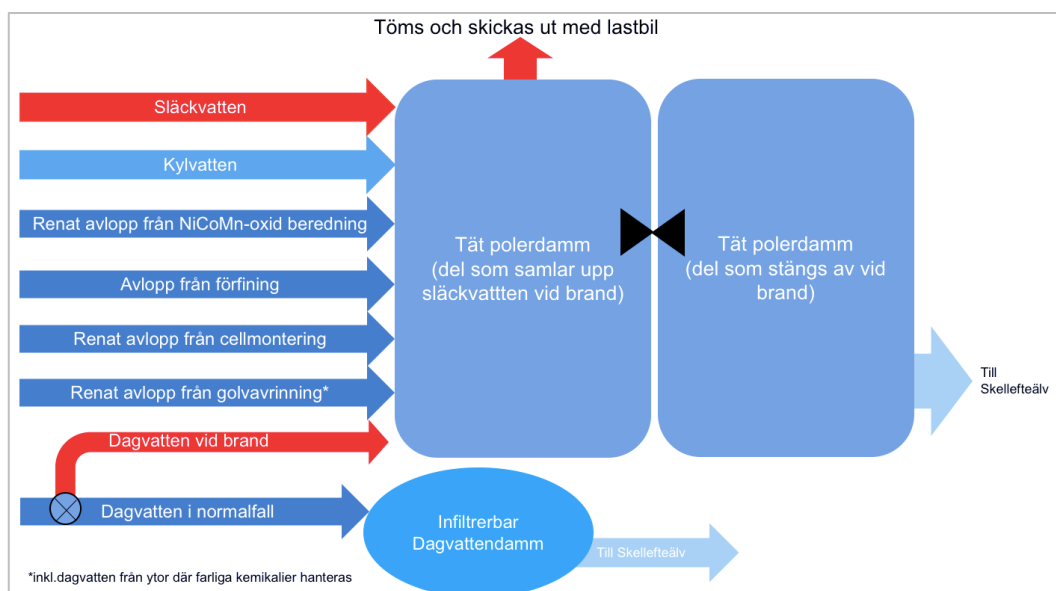 Töms och skickas ut med lastbil
Släckvatten
Kylvatten
Renat avlopp från NiCoMn-oxid beredning
Avlopp från förfining
Renat avlopp från cellmontering
Renat avlopp från golvavrinning*
Dagvatten vid brand
Dagvatten i normalfall
Tät polerdamm
(del som samlar upp
släckvattten vid brand)
Tät polerdamm
(del som stängs av vid
brand)
Till
Skellefteälv
Infiltrerbar
Dagvattendamm
Till Skellefteälv
*inkl.dagvatten från ytor där farliga kemikalier hanteras